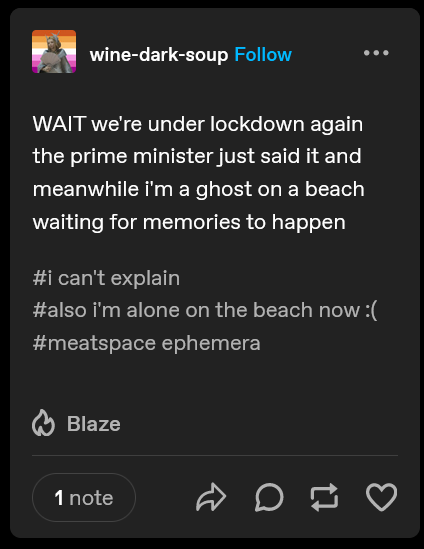 wine-dark-soup Follow
WAIT we're under lockdown again
the prime minister just said it and
meanwhile i'm a ghost on a beach
waiting for memories to happen
#i can't explain
#also i'm alone on the beach now :(
#meatspace ephemera
Blaze
1 note